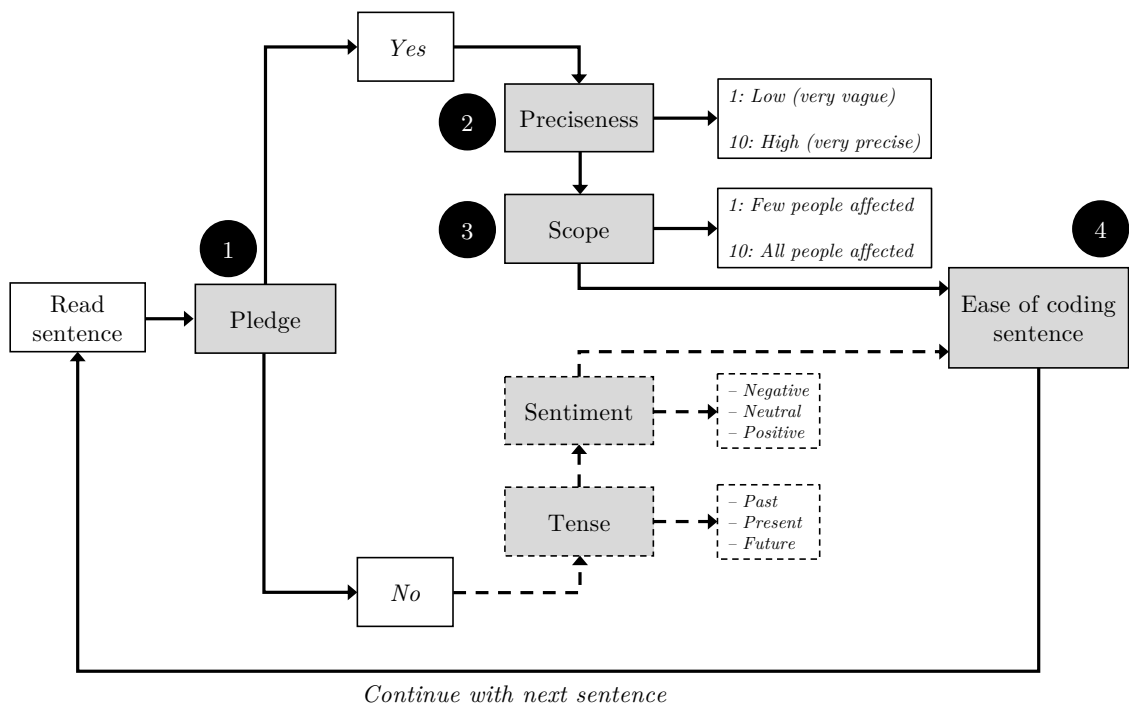 Yes
2
Preciseness
1: Low (very vague)
10: High (very precise)
3
Scope
1: Few people affected
10: All people affected
1
4
Read
sentence
Pledge
Ease of coding
sentence
Sentiment
– Negative
– Neutral
– Positive
Tense
– Past
– Present
– Future
No
Continue with next sentence